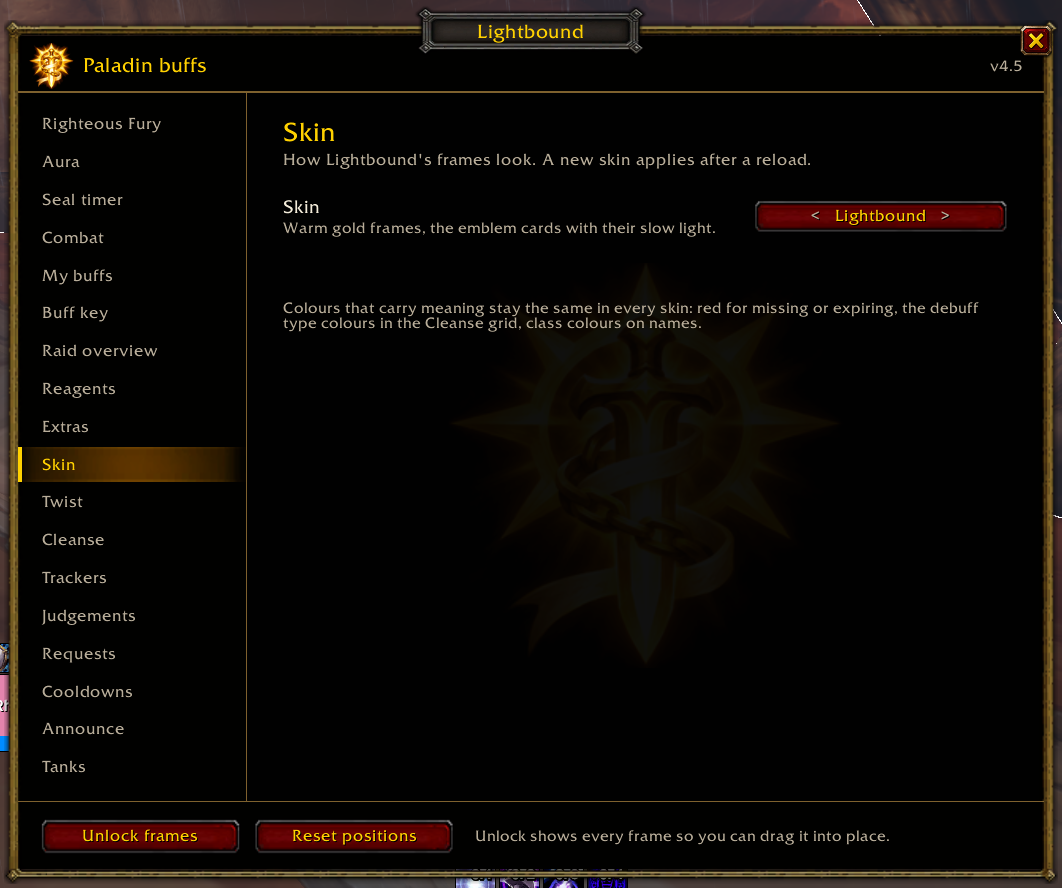 Lightbound
Paladin buffs
v4.5
Righteous Fury
Aura
Seal timer
Combat
My buffs
Buff key
Raid overview
Reagents
Extras
Skin
Twist
Cleanse
Trackers
Judgements
Requests
Cooldowns
Announce
Tanks
Skin
How Lightbound's frames look. A new skin applies after a reload.
Skin
Warm gold frames, the emblem cards with their slow light.
< Lightbound >
Colours that carry meaning stay the same in every skin: red for missing or expiring, the debuff
type colours in the Cleanse grid, class colours on names.
Unlock frames
Reset positions
Unlock shows every frame so you can drag it into place.